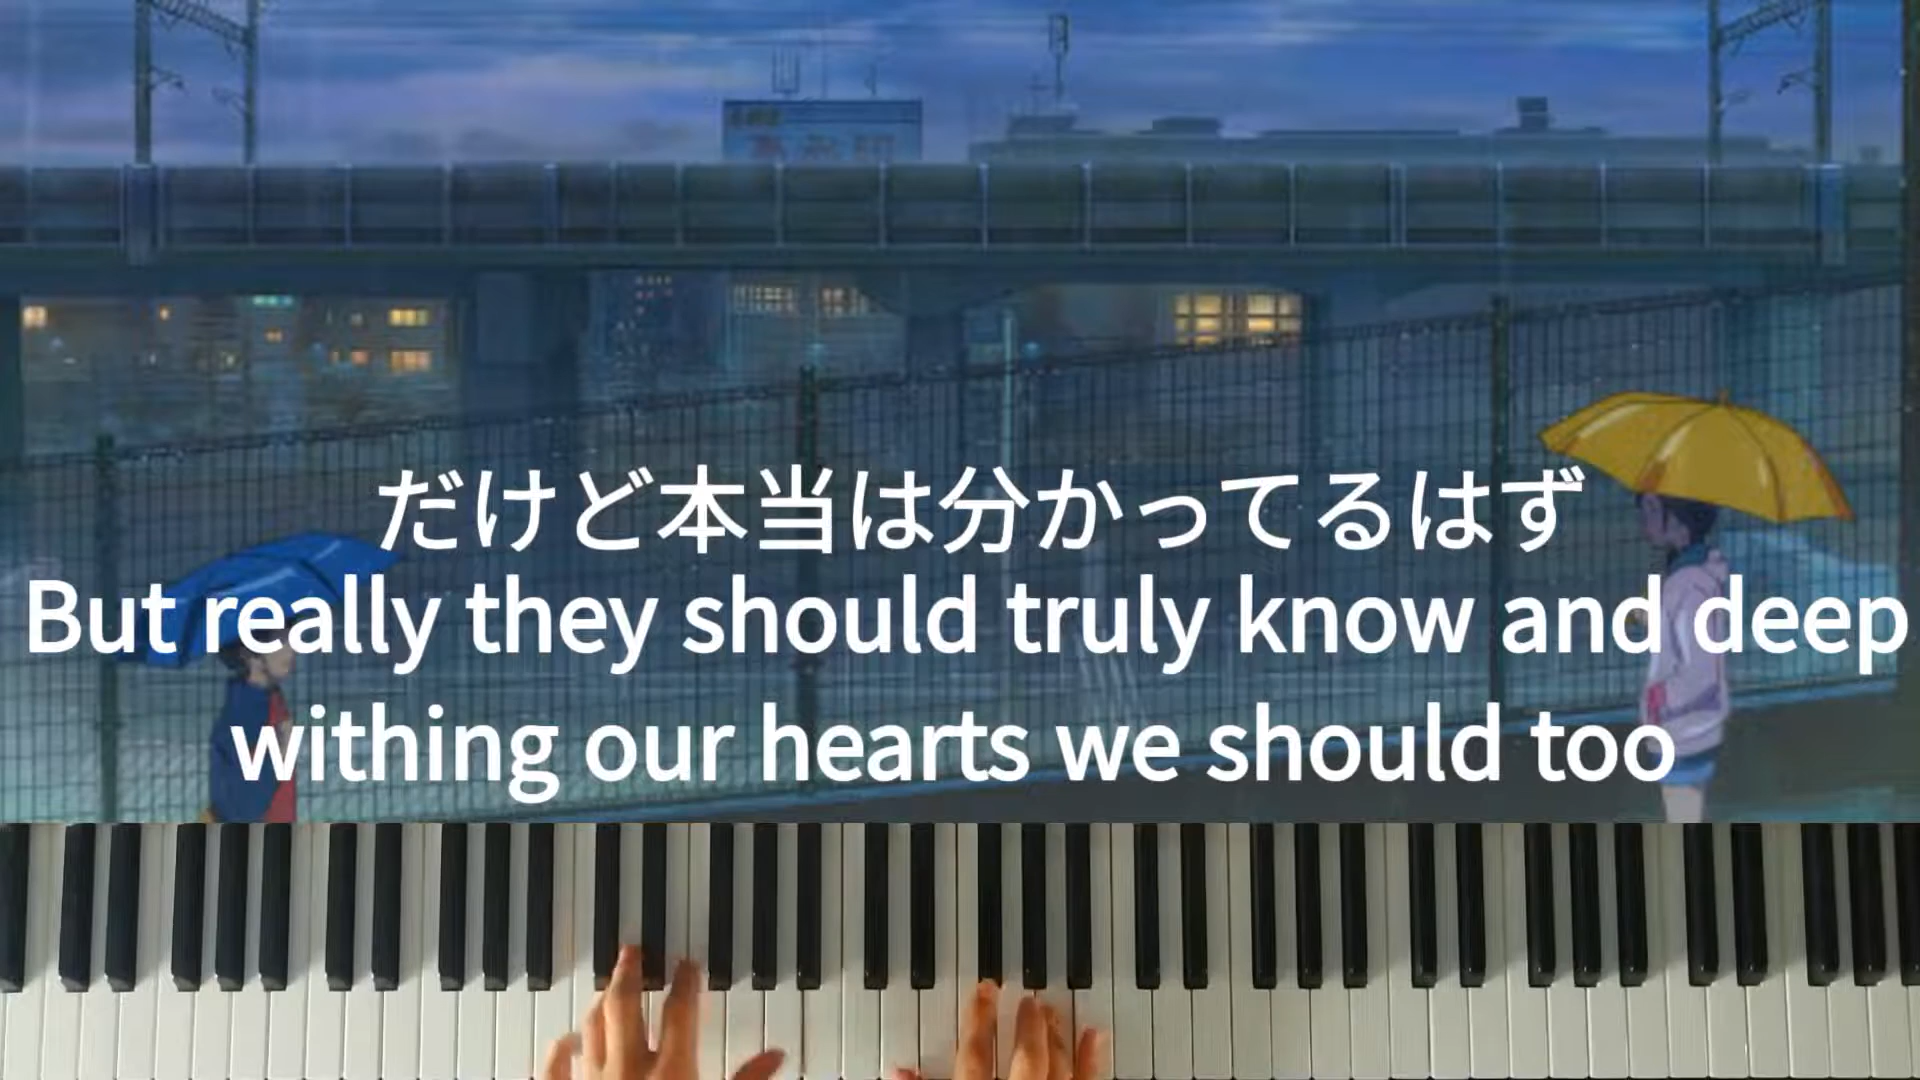 だけど本当は分かってるはず
But really they should truly know and deep
withing our hearts we should too